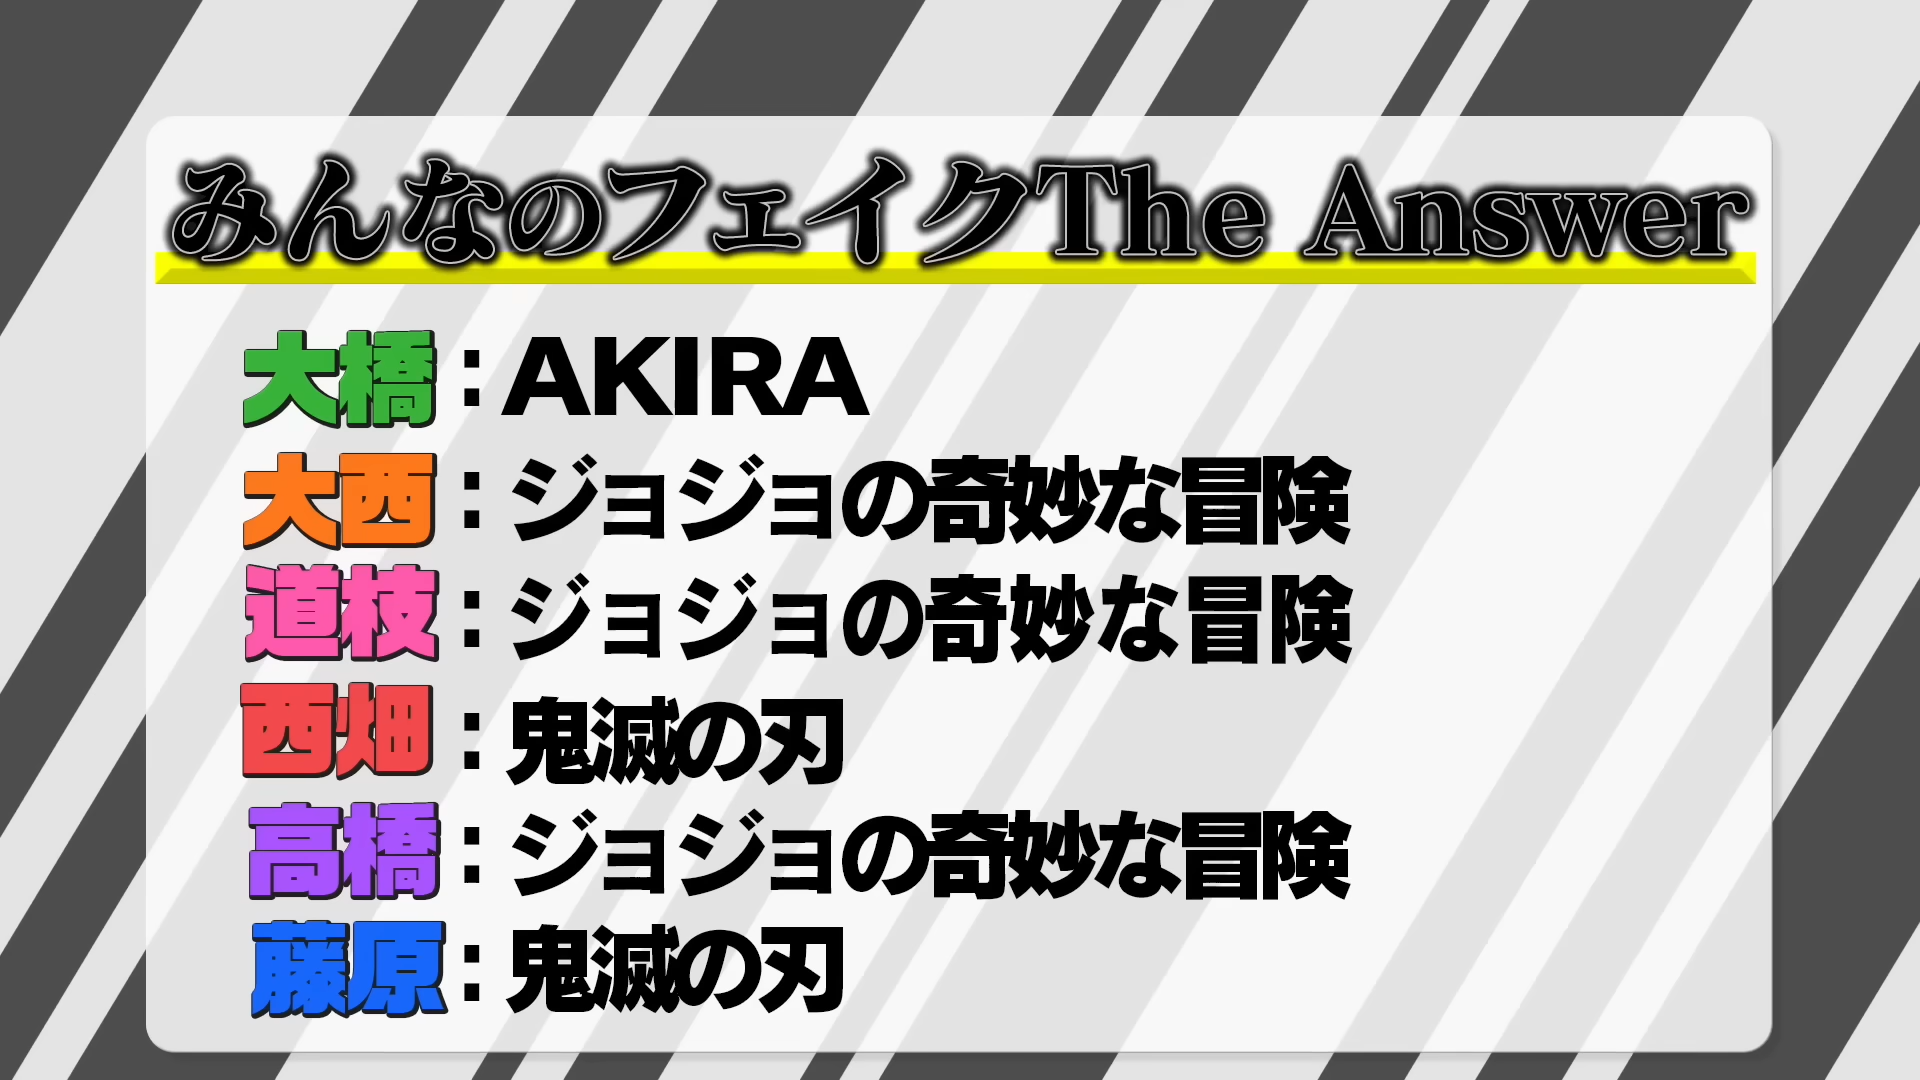 みんなのフェイクThe Answer
大橋：AKIRA
大西：ジョジョの奇妙な冒険
道枝：ジョジョの奇妙な冒険
西畑：鬼滅の刃
高橋：ジョジョの奇妙な冒険
藤原：鬼滅の刃